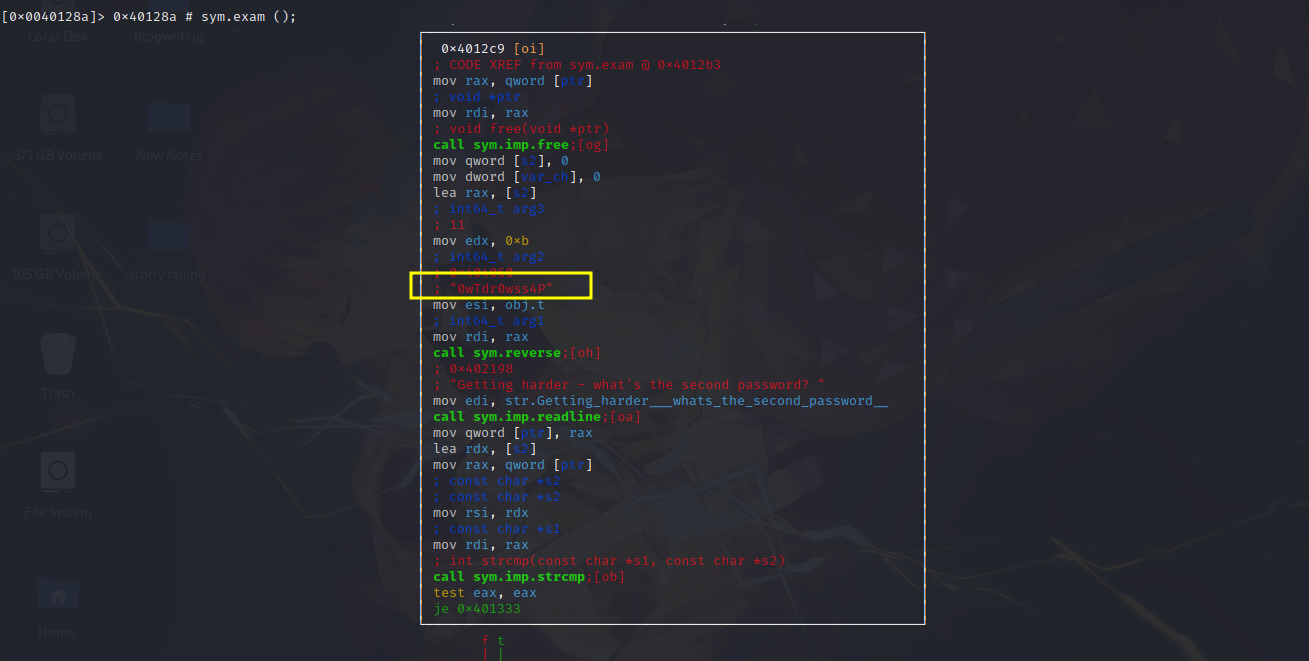 [0×0040128a]> 0×40128a # sym.exam ();
Local Disk
blogwriting
371 GB Volume
New Notes
105 GB Volume
storry telling
Trash
File System
Home
0×4012c9 [oi]
; CODE XREF from sym.exam @ 0×4012b3
mov rax, qword [ptr]
; void *ptr
mov rdi, rax
; void free(void *ptr)
call sym.imp.free;[og]
mov qword [s2], 0
mov dword [var_ch], 0
lea rax, [s2]
; int64_t arg3
; 11
mov edx, 0×b
; int64_t arg2
; "0wTdr0wss4P"
mov esi, obj.t
; int64_t arg1
mov rdi, rax
call sym.reverse;[oh]
; 0×402198
; "Getting harder - what's the second password? "
mov edi, str.Getting_harder___whats_the_second_password__
call sym.imp.readline;[oa]
mov qword [ptr], rax
lea rdx, [s2]
mov rax, qword [ptr]
; const char *s2
; const char *s2
mov rsi, rdx
; const char *s1
mov rdi, rax
; int strcmp(const char *s1, const char *s2)
call sym.imp.strcmp;[ob]
test eax, eax
je 0×401333
f t